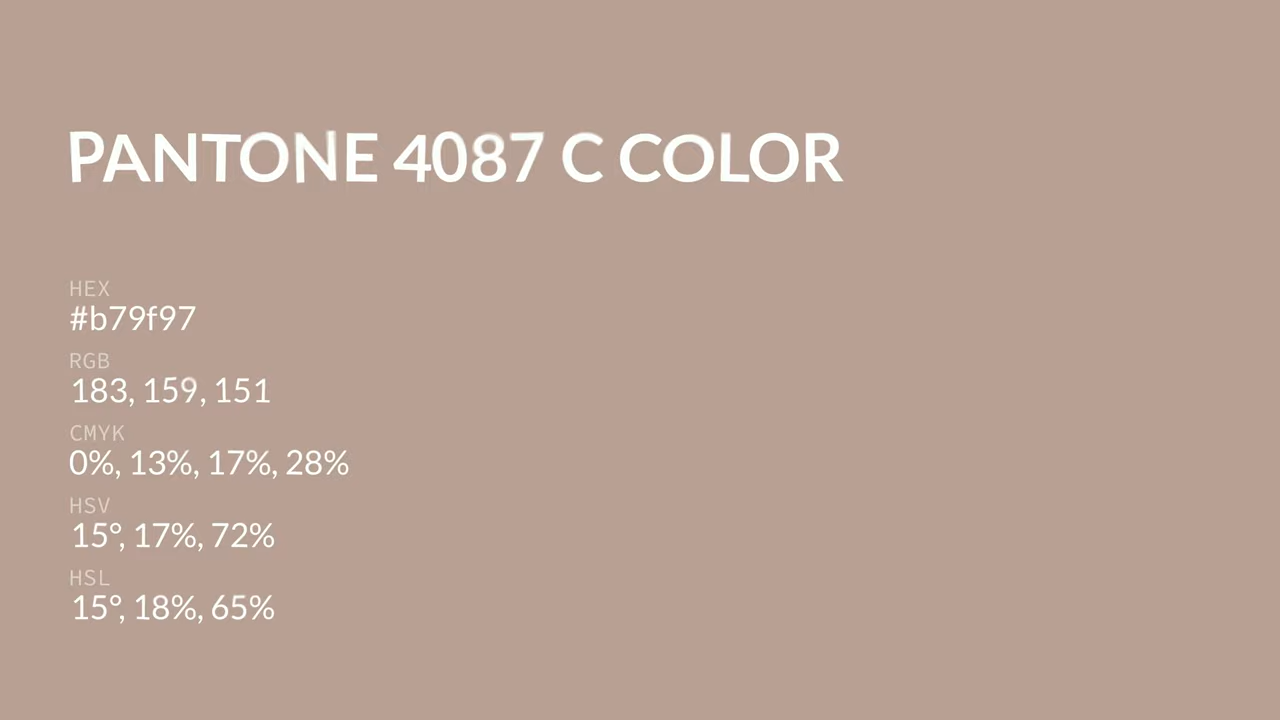 PANTONE 4087 C COLOR
HEX
#b79f97
RGB
183, 159, 151
CMYK
0%, 13%, 17%, 28%
HSV
15°, 17%, 72%
HSL
15°, 18%, 65%